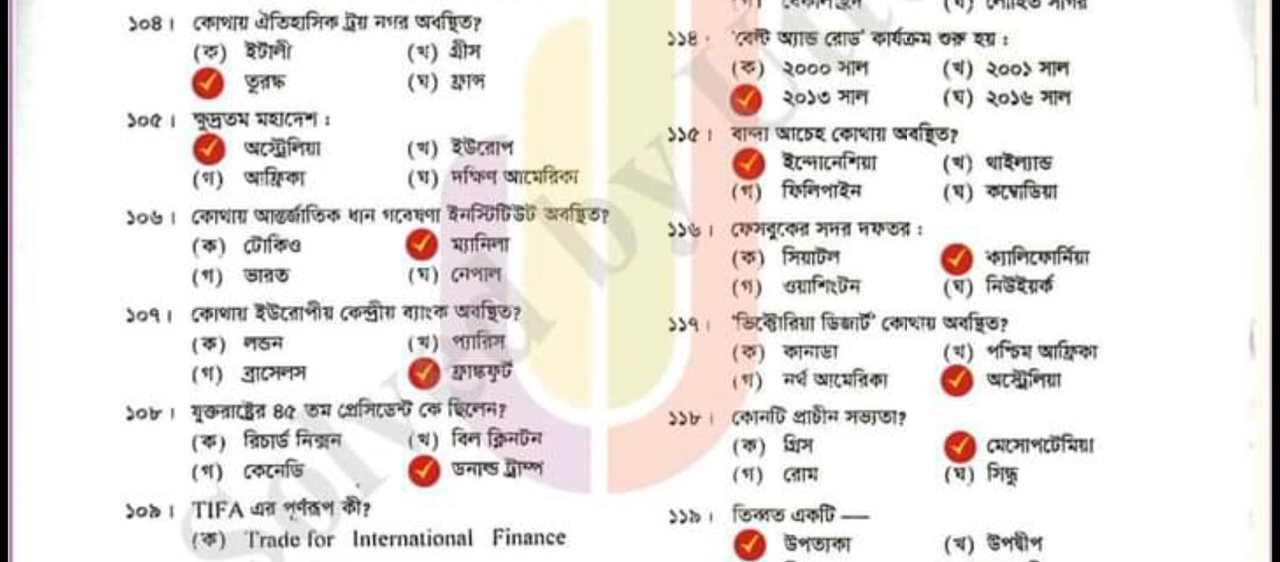 ১০৪। কোথায় ঐতিহাসিক ট্রয় নগর অবস্থিত?
(ক) ইটালী (খ) গ্রীস
তুরস্ক (ঘ) ফ্রান্স
১০৫। ক্ষুদ্রতম মহাদেশ :
অস্ট্রেলিয়া (খ) ইউরোপ
(গ) আফ্রিকা (ঘ) দক্ষিণ আমেরিকা
১০৬। কোথায় আন্তর্জাতিক ধান গবেষণা ইনস্টিটিউট অবস্থিত?
(ক) টোকিও ম্যানিলা
(গ) ভারত (ঘ) নেপাল
১০৭। কোথায় ইউরোপীয় কেন্দ্রীয় ব্যাংক অবস্থিত?
(ক) লন্ডন (খ) প্যারিস
(গ) ব্রাসেলস ফ্রাঙ্কফুর্ট
১০৮। যুক্তরাষ্ট্রের ৪৫ তম প্রেসিডেন্ট কে ছিলেন?
(ক) রিচার্ড নিক্সন (খ) বিল ক্লিনটন
(গ) কেনেডি ডনাল্ড ট্রাম্প
১০৯। TIFA এর পূর্ণরূপ কী?
(ক) Trade for International Finance
১১৪। 'বেল্ট অ্যান্ড রোড' কার্যক্রম শুরু হয় :
(ক) ২০০০ সাল (খ) ২০০১ সাল
২০১৩ সাল (ঘ) ২০১৬ সাল
১১৫। বান্দা আচেহ কোথায় অবস্থিত?
ইন্দোনেশিয়া (খ) থাইল্যান্ড
(গ) ফিলিপাইন (ঘ) কম্বোডিয়া
১১৬। ফেসবুকের সদর দফতর :
(ক) সিয়াটল ক্যালিফোর্নিয়া
(গ) ওয়াশিংটন (ঘ) নিউইয়র্ক
১১৭। 'ভিক্টোরিয়া ডিজার্ট' কোথায় অবস্থিত?
(ক) কানাডা (খ) পশ্চিম আফ্রিকা
(গ) নর্থ আমেরিকা অস্ট্রেলিয়া
১১৮। কোনটি প্রাচীন সভ্যতা?
(ক) গ্রিস মেসোপটেমিয়া
(গ) রোম (ঘ) সিন্ধু
১১৯। তিব্বত একটি —
উপত্যকা (খ) উপদ্বীপ
Solved by